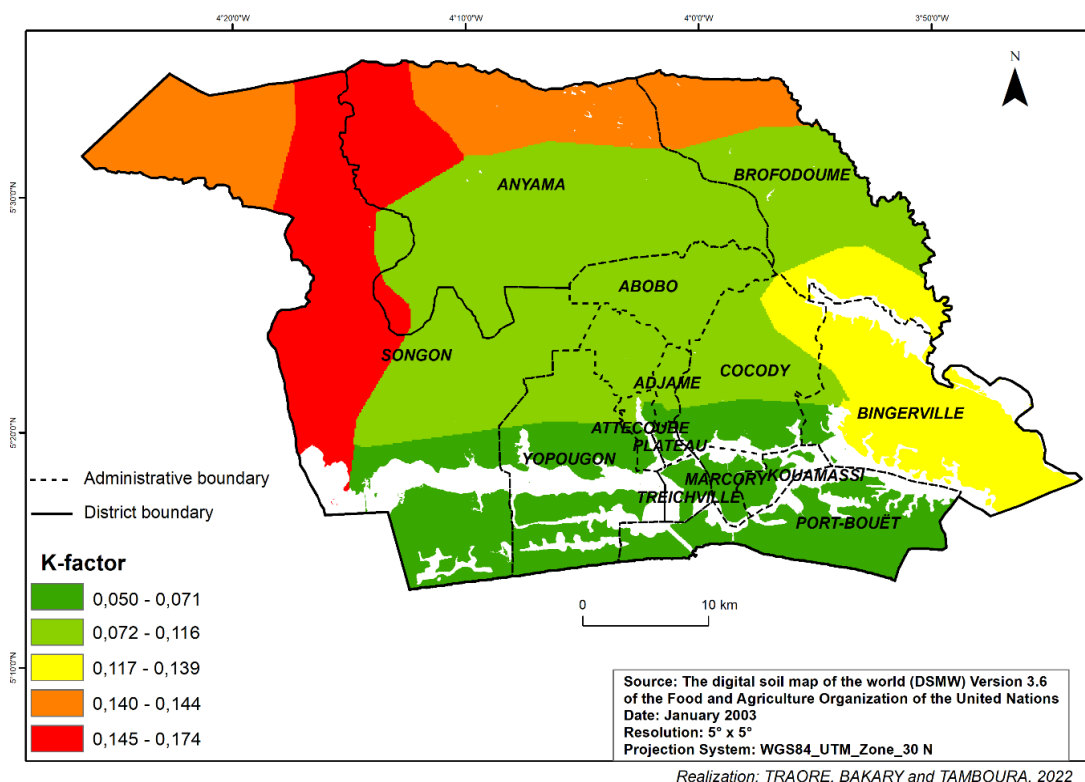 4°20'0"W
4°10'0"W
4°0'0"W
3°50'0"W
N
5°30'0"N
5°20'0"N
5°10'0"N
ANYAMA
BROFODOUME
ABOBO
SONGON
COCODY
ADJAME
BINGERVILLE
ATTECOUBE
PLATEAU
YOPOUGON
MARCORY
KOUAMASSI
TREICHVILLE
PORT-BOUËT
Administrative boundary
District boundary
K-factor
0,050 - 0,071
0,072 - 0,116
0,117 - 0,139
0,140 - 0,144
0,145 - 0,174
0 10 km
Source: The digital soil map of the world (DSMW) Version 3.6
of the Food and Agriculture Organization of the United Nations
Date: January 2003
Resolution: 5° x 5°
Projection System: WGS84_UTM_Zone_30 N
Realization: TRAORE, BAKARY and TAMBOURA, 2022